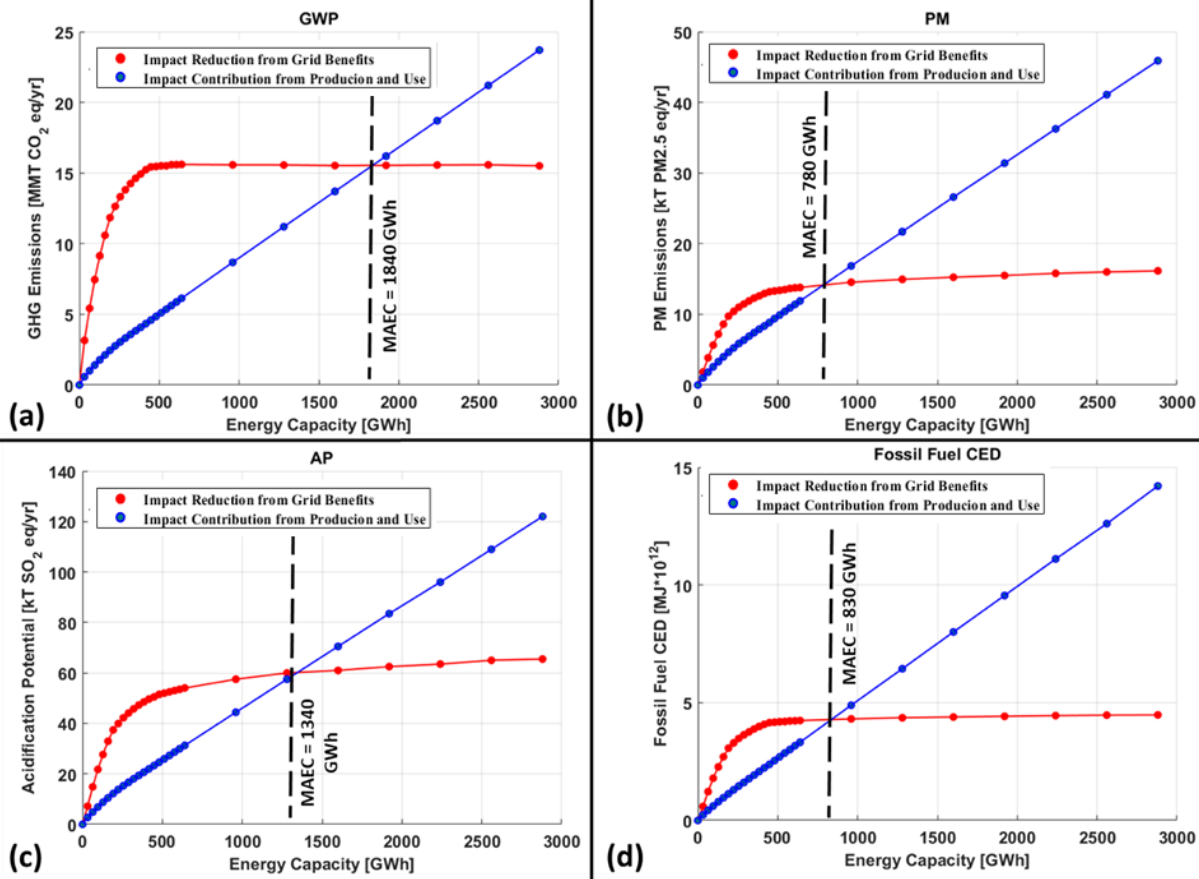 GWP
25
20
15
10
5
0
GHG Emissions [MMT CO2 eq/yr]
Impact Reduction from Grid Benefits
Impact Contribution from Producion and Use
MAEC = 1840 GWh
0 500 1000 1500 2000 2500 3000
Energy Capacity [GWh]
(a)
PM
50
40
30
20
10
0
PM Emissions [kT PM2.5 eq/yr]
Impact Reduction from Grid Benefits
Impact Contribution from Producion and Use
MAEC = 780 GWh
0 500 1000 1500 2000 2500 3000
Energy Capacity [GWh]
(b)
AP
140
120
100
80
60
40
20
0
Acidification Potential [kT SO2 eq/yr]
Impact Reduction from Grid Benefits
Impact Contribution from Producion and Use
MAEC = 1340
GWh
0 500 1000 1500 2000 2500 3000
Energy Capacity [GWh]
(c)
Fossil Fuel CED
15
10
5
0
Fossil Fuel CED [MJ*10^12]
Impact Reduction from Grid Benefits
Impact Contribution from Producion and Use
MAEC = 830 GWh
0 500 1000 1500 2000 2500 3000
Energy Capacity [GWh]
(d)